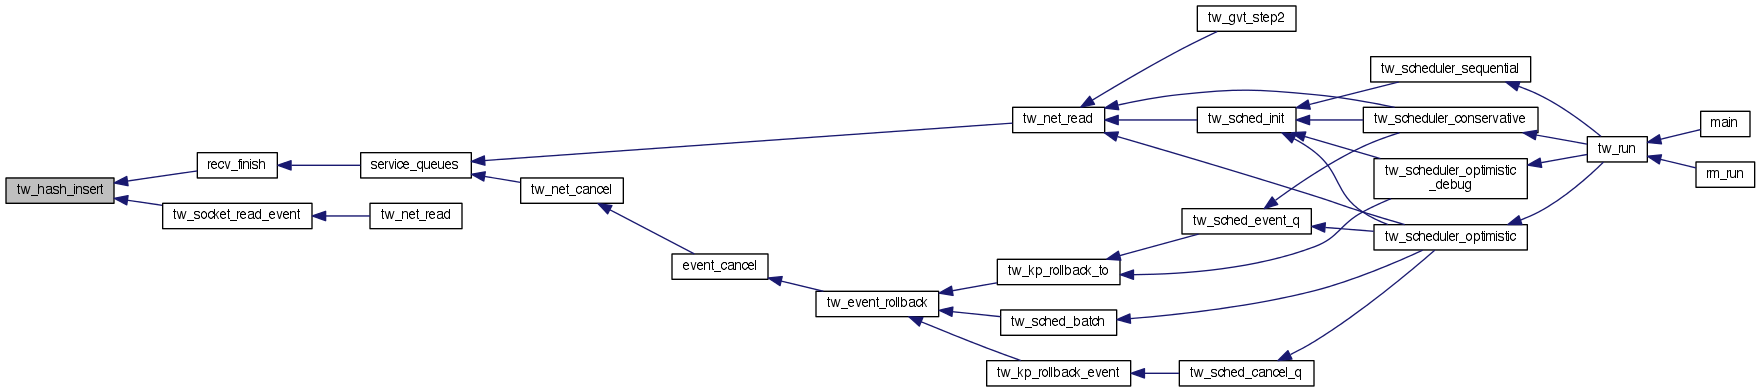 tw_gvt_step2
tw_scheduler_sequential
tw_net_read
tw_sched_init
tw_scheduler_conservative
main
tw_run
recv_finish
service_queues
tw_scheduler_optimistic
_debug
rm_run
tw_hash_insert
tw_net_cancel
tw_socket_read_event
tw_net_read
tw_sched_event_q
tw_scheduler_optimistic
event_cancel
tw_kp_rollback_to
tw_event_rollback
tw_sched_batch
tw_kp_rollback_event
tw_sched_cancel_q